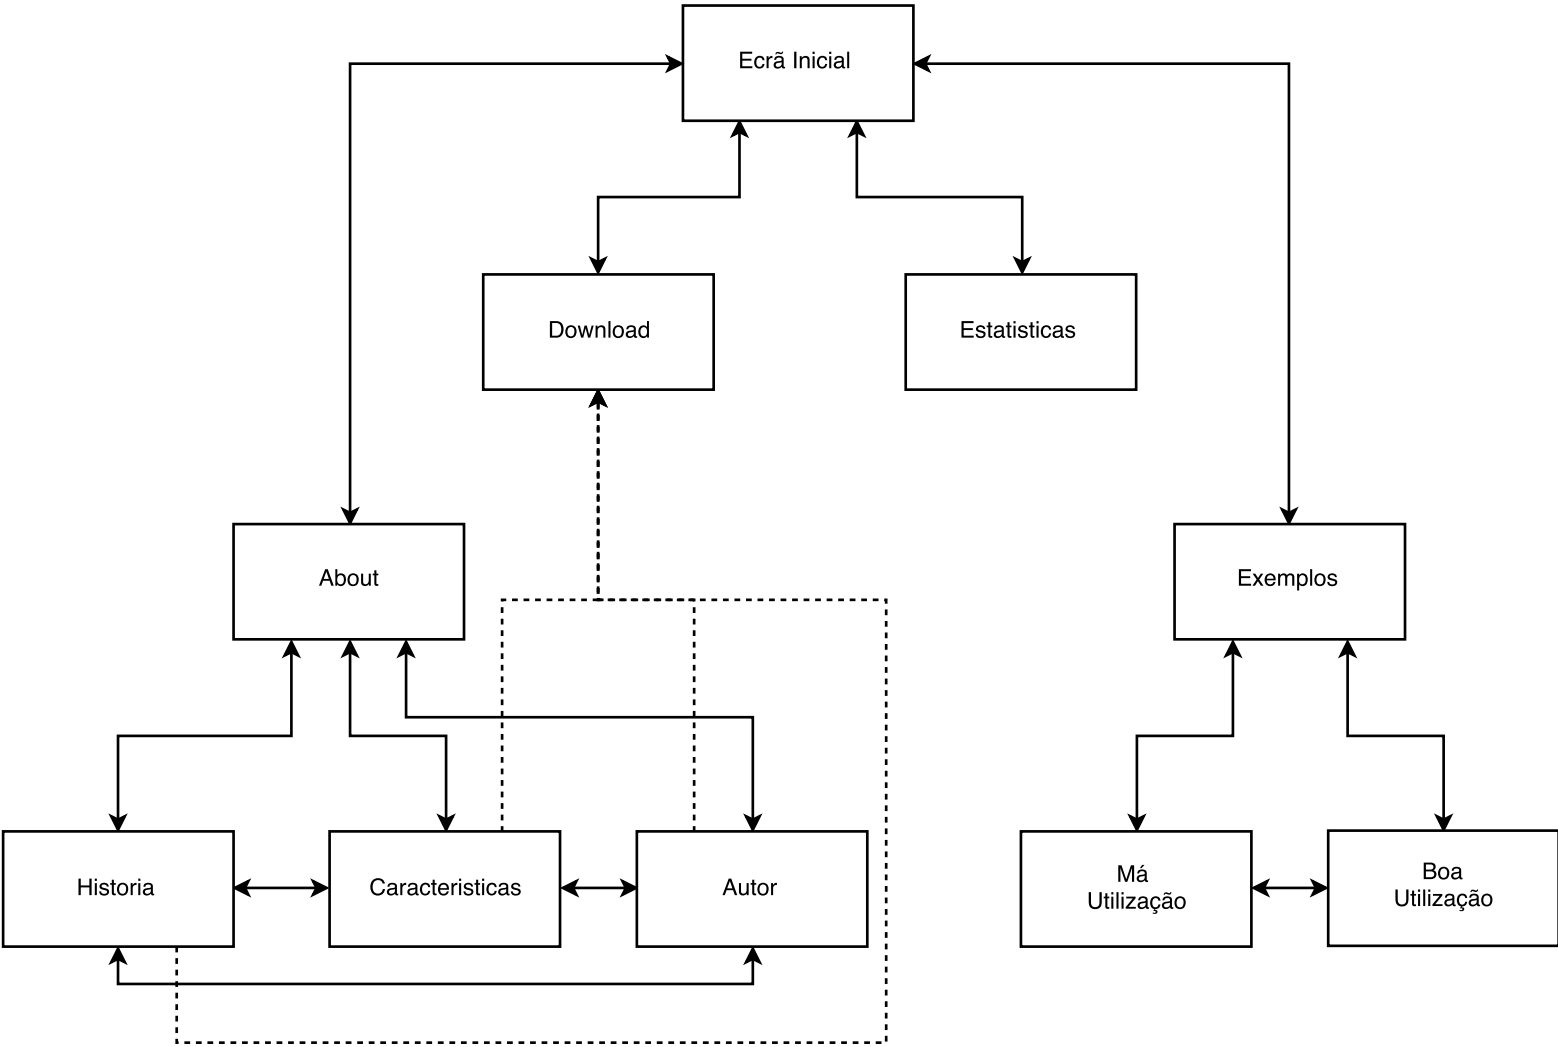 Ecrã Inicial
Download
Estatisticas
About
Exemplos
Historia
Caracteristicas
Autor
Má
Utilização
Boa
Utilização